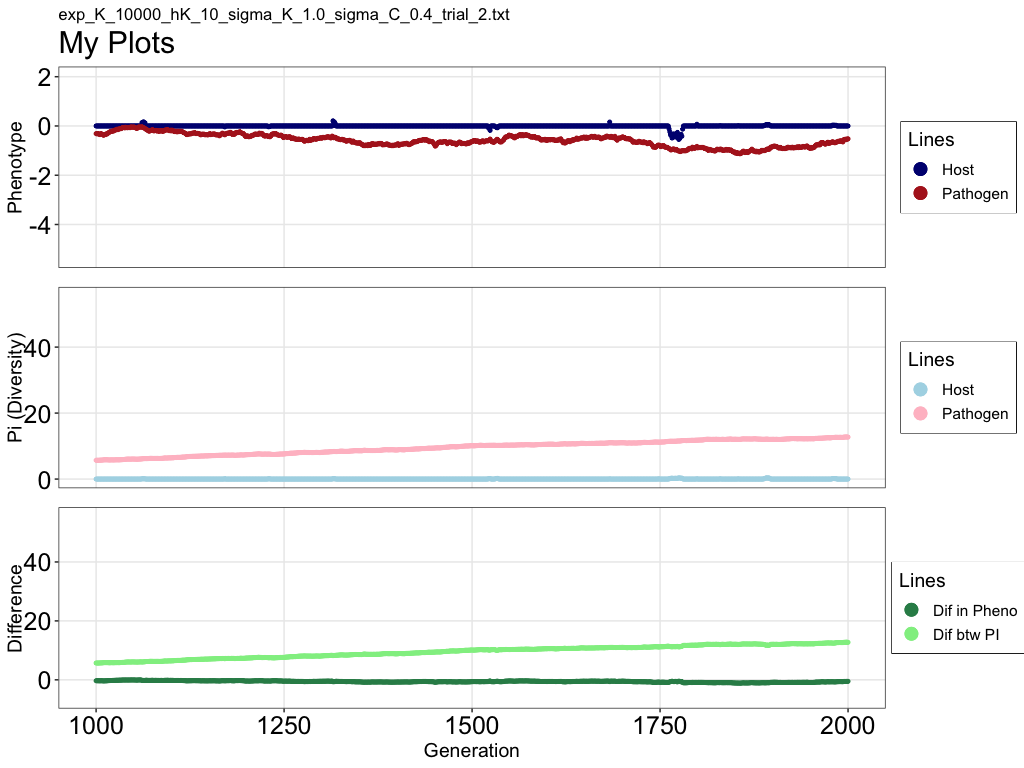 exp_K_10000_hK_10_sigma_K_1.0_sigma_C_0.4_trial_2.txt
My Plots
Phenotype
2
0
-2
-4
Lines
Host
Pathogen
Pi (Diversity)
40
20
0
Lines
Host
Pathogen
Difference
40
20
0
Lines
Dif in Pheno
Dif btw PI
1000 1250 1500 1750 2000
Generation